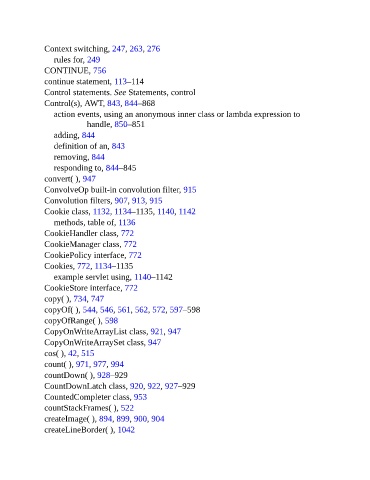 Context switching, 247, 263, 276
rules for, 249
CONTINUE, 756
continue statement, 113–114
Control statements. See Statements, control
Control(s), AWT, 843, 844–868
action events, using an anonymous inner class or lambda expression to
handle, 850–851
adding, 844
definition of an, 843
removing, 844
responding to, 844–845
convert( ), 947
ConvolveOp built-in convolution filter, 915
Convolution filters, 907, 913, 915
Cookie class, 1132, 1134–1135, 1140, 1142
methods, table of, 1136
CookieHandler class, 772
CookieManager class, 772
CookiePolicy interface, 772
Cookies, 772, 1134–1135
example servlet using, 1140–1142
CookieStore interface, 772
copy( ), 734, 747
copyOf( ), 544, 546, 561, 562, 572, 597–598
copyOfRange( ), 598
CopyOnWriteArrayList class, 921, 947
CopyOnWriteArraySet class, 947
cos( ), 42, 515
count( ), 971, 977, 994
countDown( ), 928–929
CountDownLatch class, 920, 922, 927–929
CountedCompleter class, 953
countStackFrames( ), 522
createImage( ), 894, 899, 900, 904
createLineBorder( ), 1042